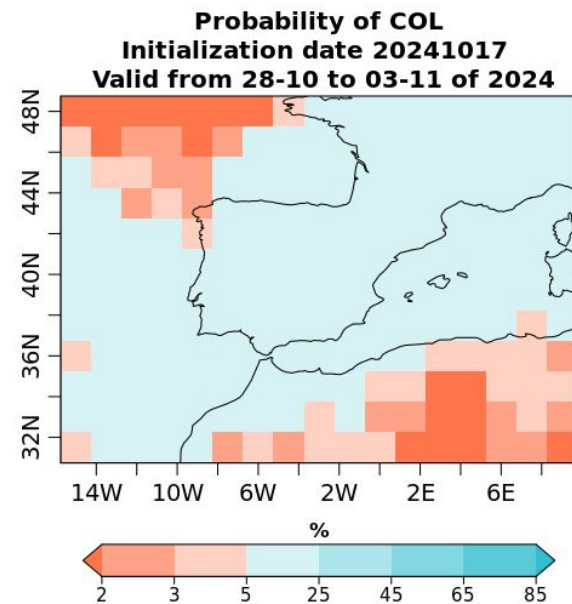 Probability of COL
Initialization date 20241017
Valid from 28-10 to 03-11 of 2024
48N
44N
40N
36N
32N
14W 10W 6W 2W 2E 6E
%
2 3 5 25 45 65 85